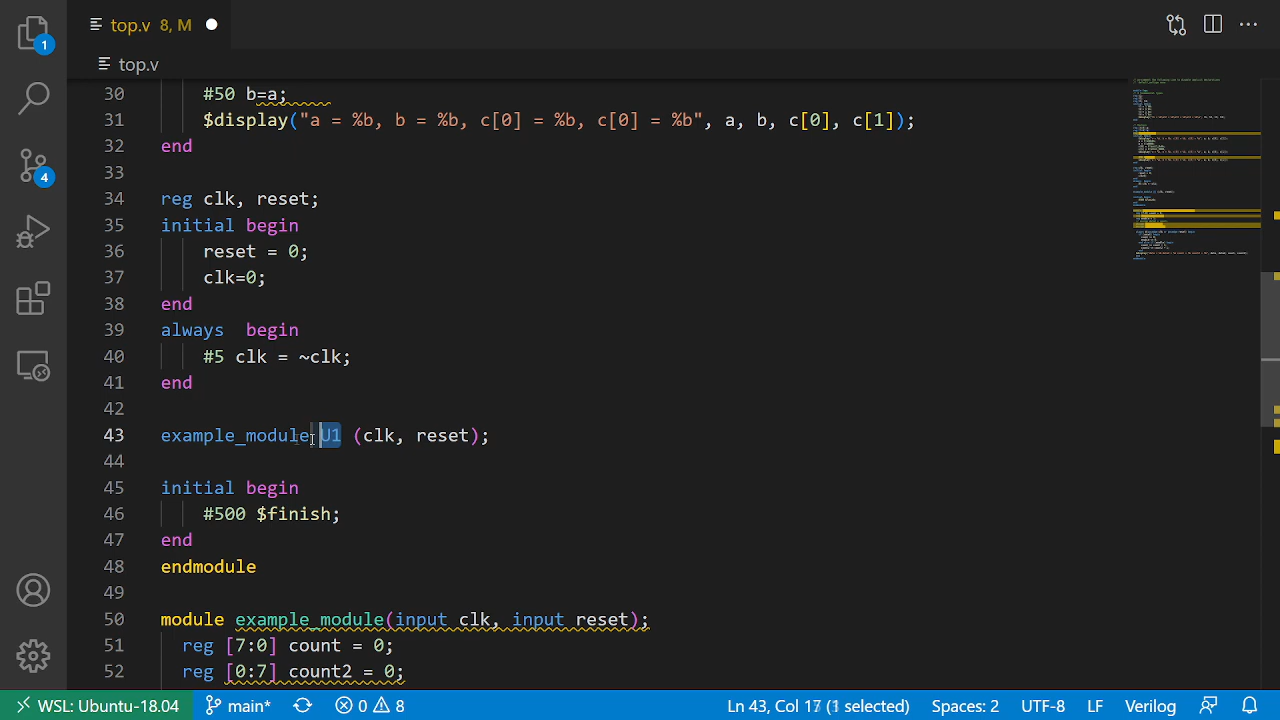 top.v 8, M
1
top.v
30 #50 b=a;
31 $display("a = %b, b = %b, c[0] = %b, c[0] = %b", a, b, c[0], c[1]);
32 end
33
34 reg clk, reset;
35 initial begin
36 reset = 0;
37 clk=0;
38 end
39 always  begin
40 #5 clk = ~clk;
41 end
42
43 example_module U1 (clk, reset);
44
45 initial begin
46 #500 $finish;
47 end
48 endmodule
49
50 module example_module(input clk, input reset);
51 reg [7:0] count = 0;
52 reg [0:7] count2 = 0;
4
WSL: Ubuntu-18.04 main* 0 8 Ln 43, Col 17 (1 selected) Spaces: 2 UTF-8 LF Verilog